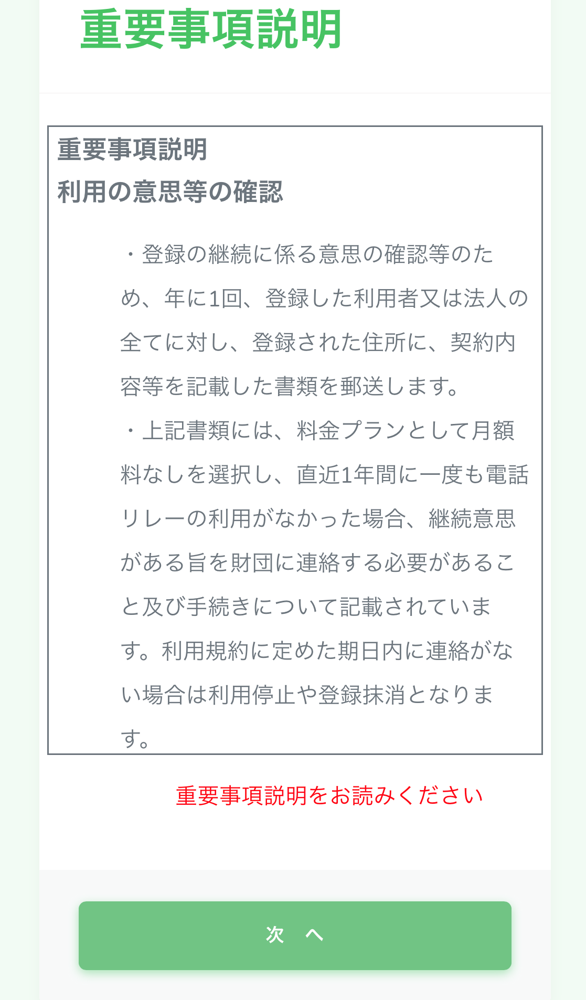 重要事項説明
重要事項説明
利用の意思等の確認
・登録の継続に係る意思の確認等のた
め、年に1回、登録した利用者又は法人の
全てに対し、登録された住所に、契約内
容等を記載した書類を郵送します。
・上記書類には、料金プランとして月額
料なしを選択し、直近1年間に一度も電話
リレーの利用がなかった場合、継続意思
がある旨を財団に連絡する必要があるこ
と及び手続きについて記載されていま
す。利用規約に定めた期日内に連絡がな
い場合は利用停止や登録抹消となりま
す。
重要事項説明をお読みください
次　へ